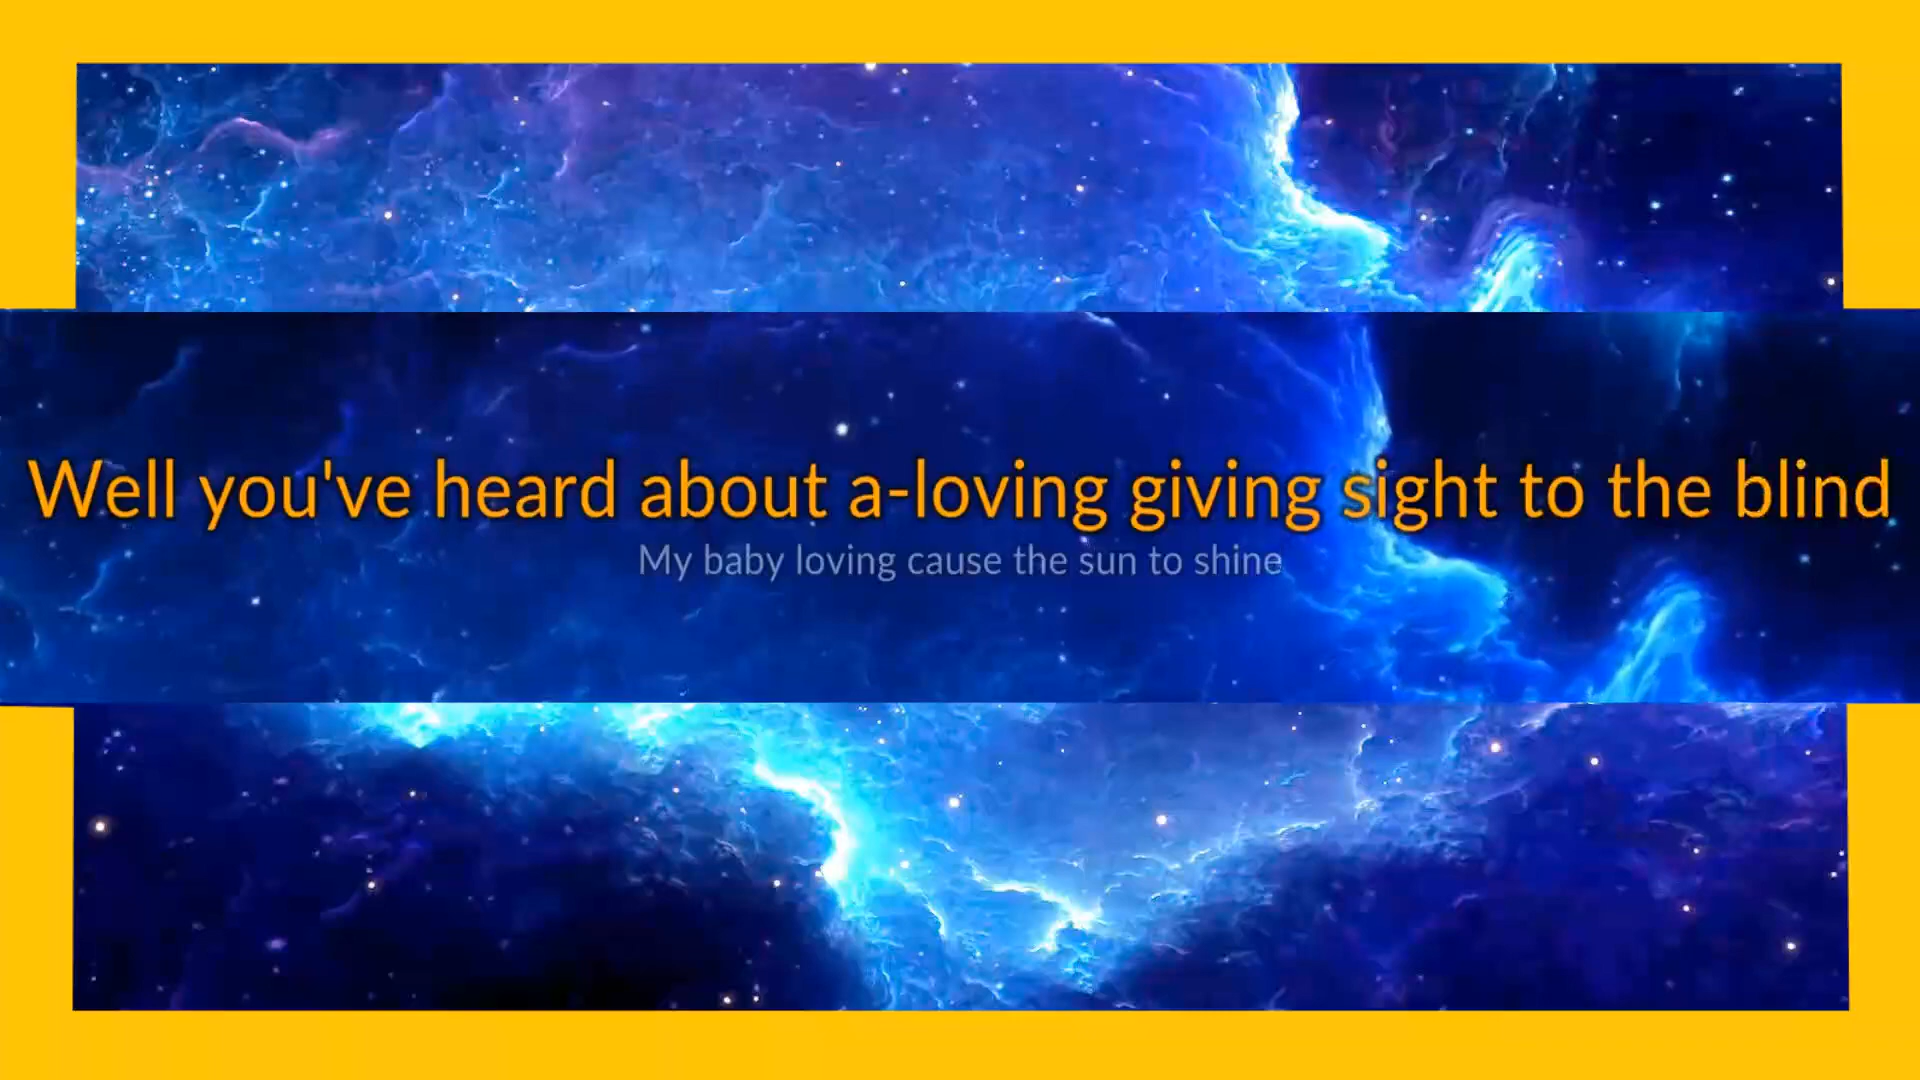 Well you've heard about a-loving giving sight to the blind
My baby loving cause the sun to shine